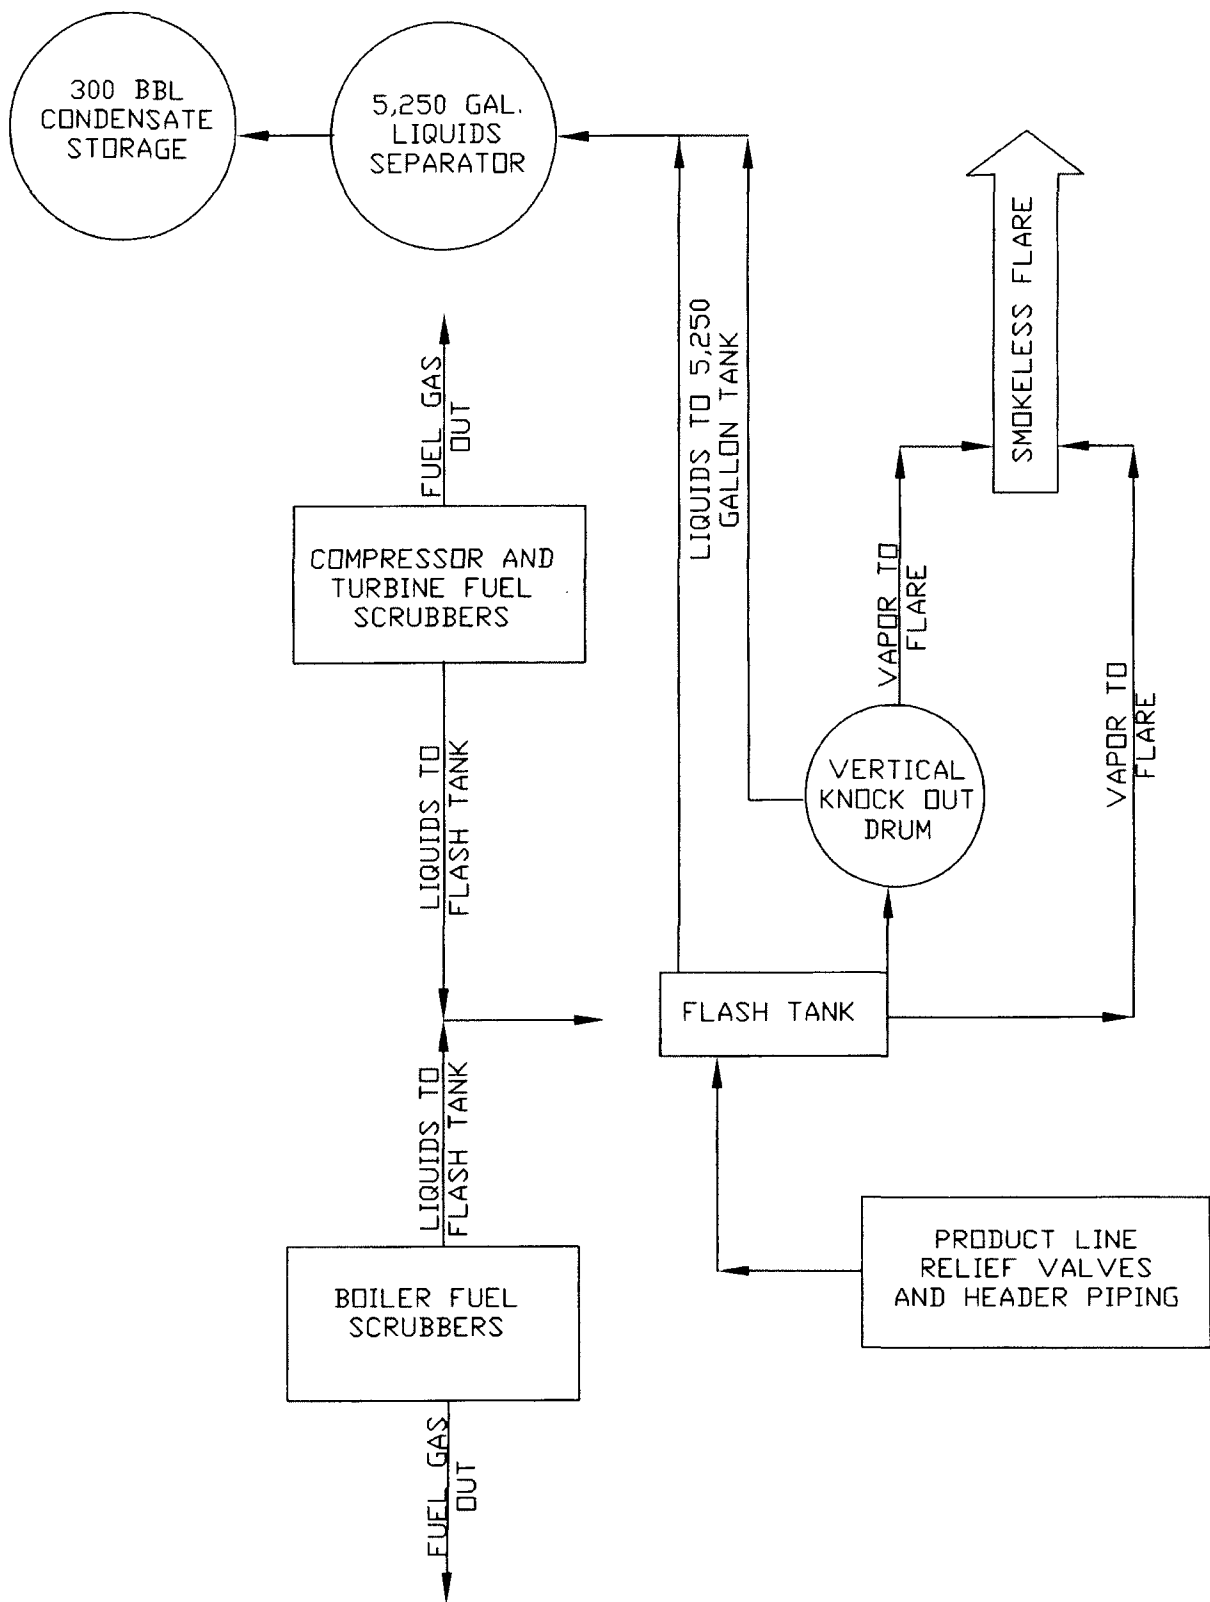 300 BBL
CONDENSATE
STORAGE
5,250 GAL.
LIQUIDS
SEPARATOR
SMOKELESS FLARE
LIQUIDS TO 5,250
GALLON TANK
FUEL GAS
OUT
COMPRESSOR AND
TURBINE FUEL
SCRUBBERS
VAPOR TO
FLARE
VAPOR TO
FLARE
LIQUIDS TO
FLASH TANK
VERTICAL
KNOCK OUT
DRUM
FLASH TANK
LIQUIDS TO
FLASH TANK
PRODUCT LINE
RELIEF VALVES
AND HEADER PIPING
BOILER FUEL
SCRUBBERS
FUEL GAS
OUT